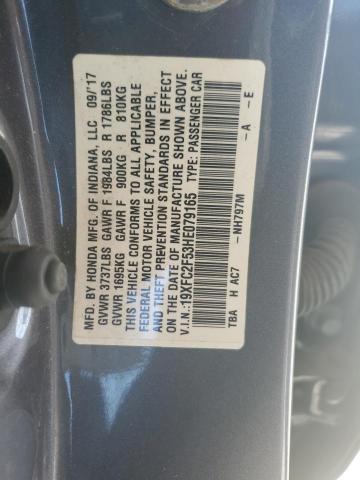 MFD. BY HONDA MFG. OF INDIANA, LLC 09/'17
GVWR 3737LBS GAWR F 1984LBS R 1786LBS
GVWR 1695KG GAWR F 900KG R 810KG
THIS VEHICLE CONFORMS TO ALL APPLICABLE
FEDERAL MOTOR VEHICLE SAFETY, BUMPER,
AND THEFT PREVENTION STANDARDS IN EFFECT
ON THE DATE OF MANUFACTURE SHOWN ABOVE.
V.I.N.:19XFC2F53HE079165 TYPE: PASSENGER CAR
TBA H AC7 -NH797M -A -E